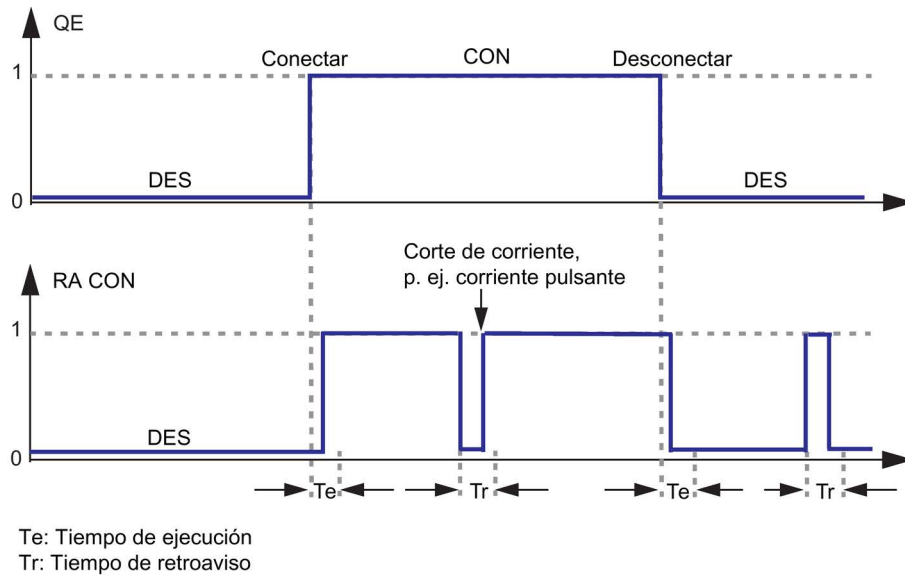 QE
Conectar
CON
Desconectar
1
DES
DES
0
Corte de corriente,
p. ej. corriente pulsante
RA CON
1
DES
0
Te
Tr
Te
Tr
Te: Tiempo de ejecución
Tr: Tiempo de retroaviso